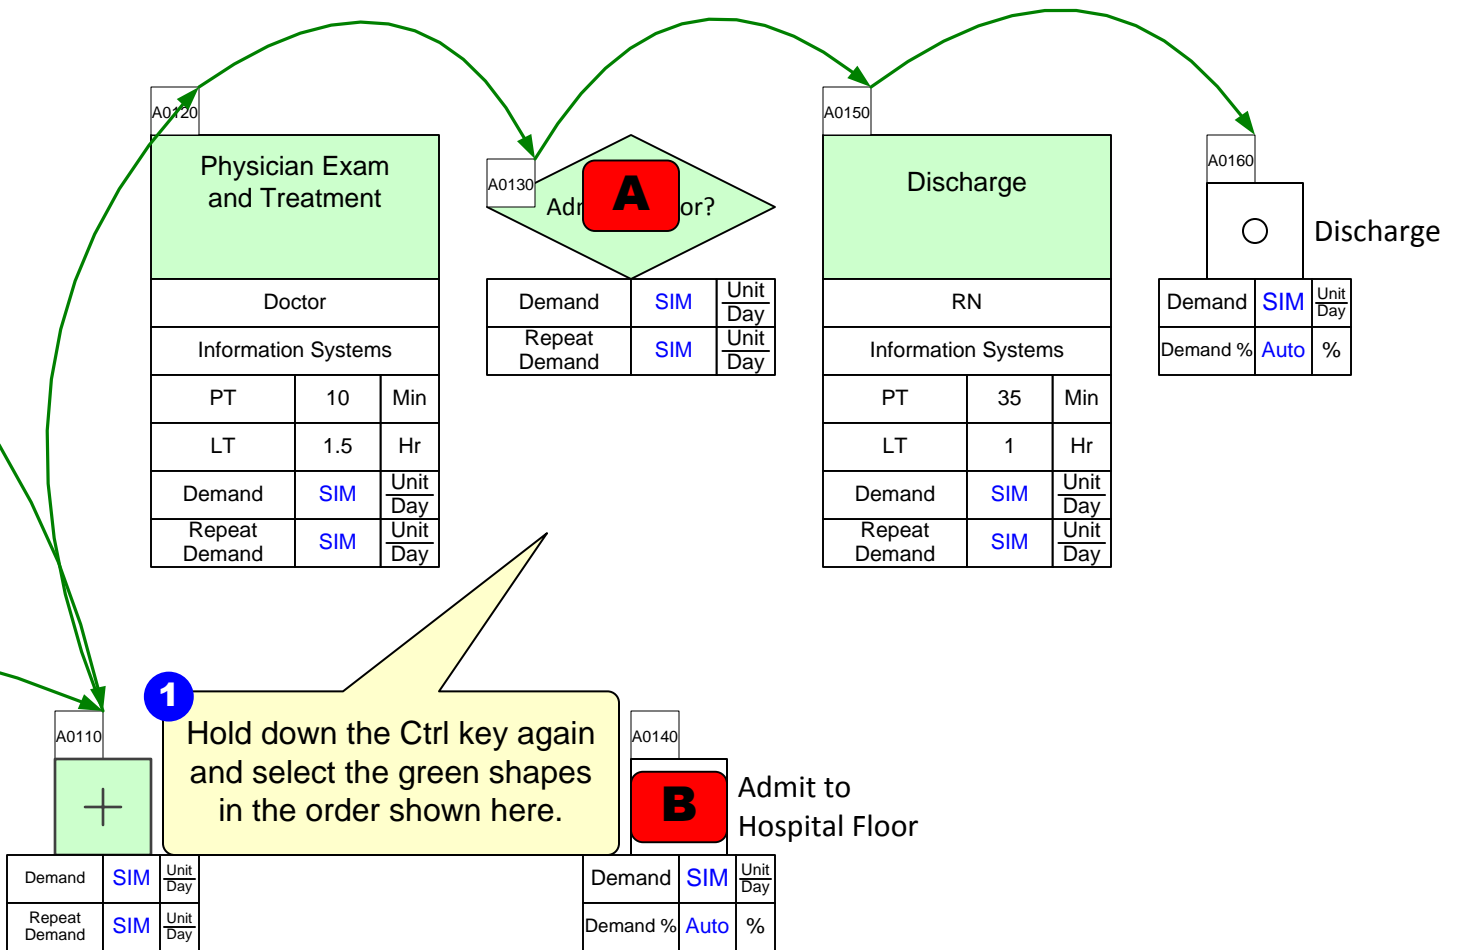 A0120
Physician Exam
and Treatment
Doctor
Information Systems
PT 10 Min
LT 1.5 Hr
Demand SIM Unit
Day
Repeat
Demand SIM Unit
Day
A0130
A
or?
Demand SIM Unit
Day
Repeat
Demand SIM Unit
Day
A0150
Discharge
RN
Information Systems
PT 35 Min
LT 1 Hr
Demand SIM Unit
Day
Repeat
Demand SIM Unit
Day
A0160
Discharge
Demand SIM Unit
Day
Demand % Auto %
1
Hold down the Ctrl key again
and select the green shapes
in the order shown here.
A0110
Demand SIM Unit
Day
Repeat
Demand SIM Unit
Day
A0140
B
Admit to
Hospital Floor
Demand SIM Unit
Day
Demand % Auto %